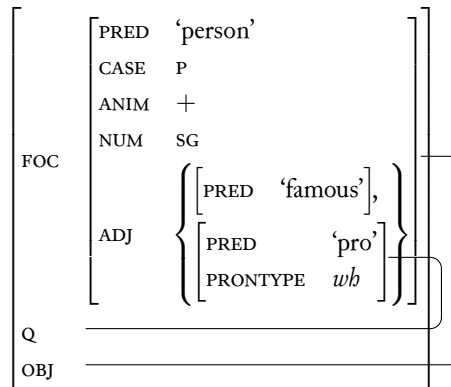 PRED ‘person’
CASE P
ANIM +
NUM SG
FOC
PRED ‘famous’,
ADJ
PRED ‘pro’
PRONTYPE wh
Q
OBJ